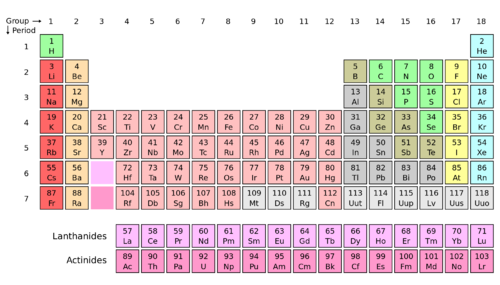 Group → 1 2 3 4 5 6 7 8 9 10 11 12 13 14 15 16 17 18
↓ Period
1 1 2
H He
2 3 4 5 6 7 8 9 10
Li Be B C N O F Ne
3 11 12 13 14 15 16 17 18
Na Mg Al Si P S Cl Ar
4 19 20 21 22 23 24 25 26 27 28 29 30 31 32 33 34 35 36
K Ca Sc Ti V Cr Mn Fe Co Ni Cu Zn Ga Ge As Se Br Kr
5 37 38 39 40 41 42 43 44 45 46 47 48 49 50 51 52 53 54
Rb Sr Y Zr Nb Mo Tc Ru Rh Pd Ag Cd In Sn Sb Te I Xe
6 55 56 72 73 74 75 76 77 78 79 80 81 82 83 84 85 86
Cs Ba Hf Ta W Re Os Ir Pt Au Hg Tl Pb Bi Po At Rn
7 87 88 104 105 106 107 108 109 110 111 112 113 114 115 116 117 118
Fr Ra Rf Db Sg Bh Hs Mt Ds Rg Cn Uut Fl Uup Lv Uus Uuo
Lanthanides 57 58 59 60 61 62 63 64 65 66 67 68 69 70 71
La Ce Pr Nd Pm Sm Eu Gd Tb Dy Ho Er Tm Yb Lu
Actinides 89 90 91 92 93 94 95 96 97 98 99 100 101 102 103
Ac Th Pa U Np Pu Am Cm Bk Cf Es Fm Md No Lr